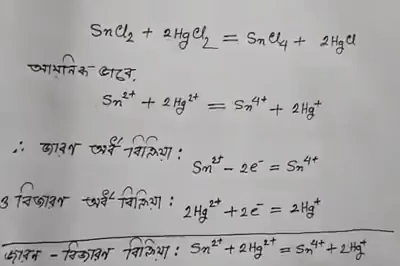 SnCl₂ + 2HgCl₂ = SnCl₄ + 2HgCl
আয়নিক ভাবে,
Sn²⁺ + 2Hg²⁺ = Sn⁴⁺ + 2Hg⁺
∴ জারণ অর্ধ বিক্রিয়া : Sn²⁺ - 2e⁻ = Sn⁴⁺
ও বিজারণ অর্ধ বিক্রিয়া : 2Hg²⁺ + 2e⁻ = 2Hg⁺
জারন - বিজারণ বিক্রিয়া : Sn²⁺ + 2Hg²⁺ = Sn⁴⁺ + 2Hg⁺